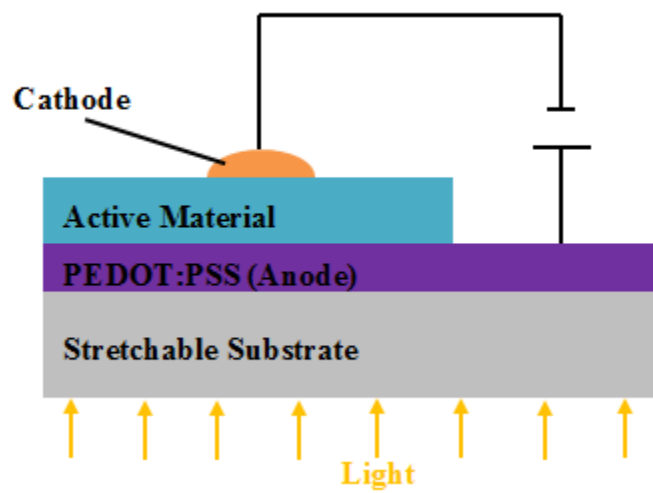 Cathode
Active Material
PEDOT:PSS (Anode)
Stretchable Substrate
Light